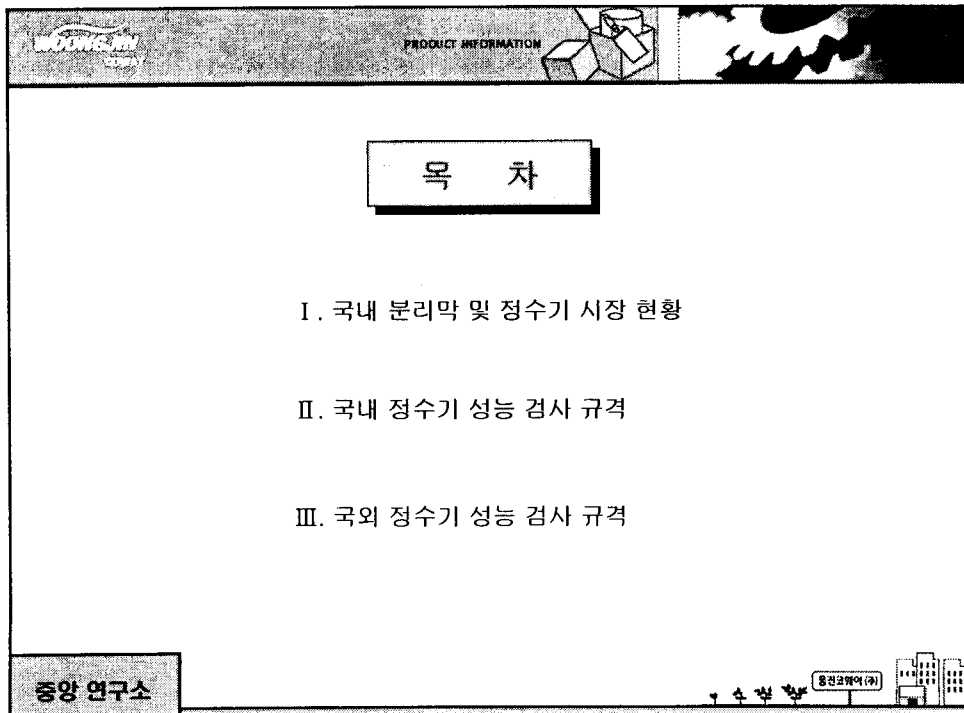 WOONGJIN
COWAY
PRODUCT INFORMATION
목 차
Ⅰ. 국내 분리막 및 정수기 시장 현황
Ⅱ. 국내 정수기 성능 검사 규격
Ⅲ. 국외 정수기 성능 검사 규격
중앙 연구소
웅진코웨이(주)